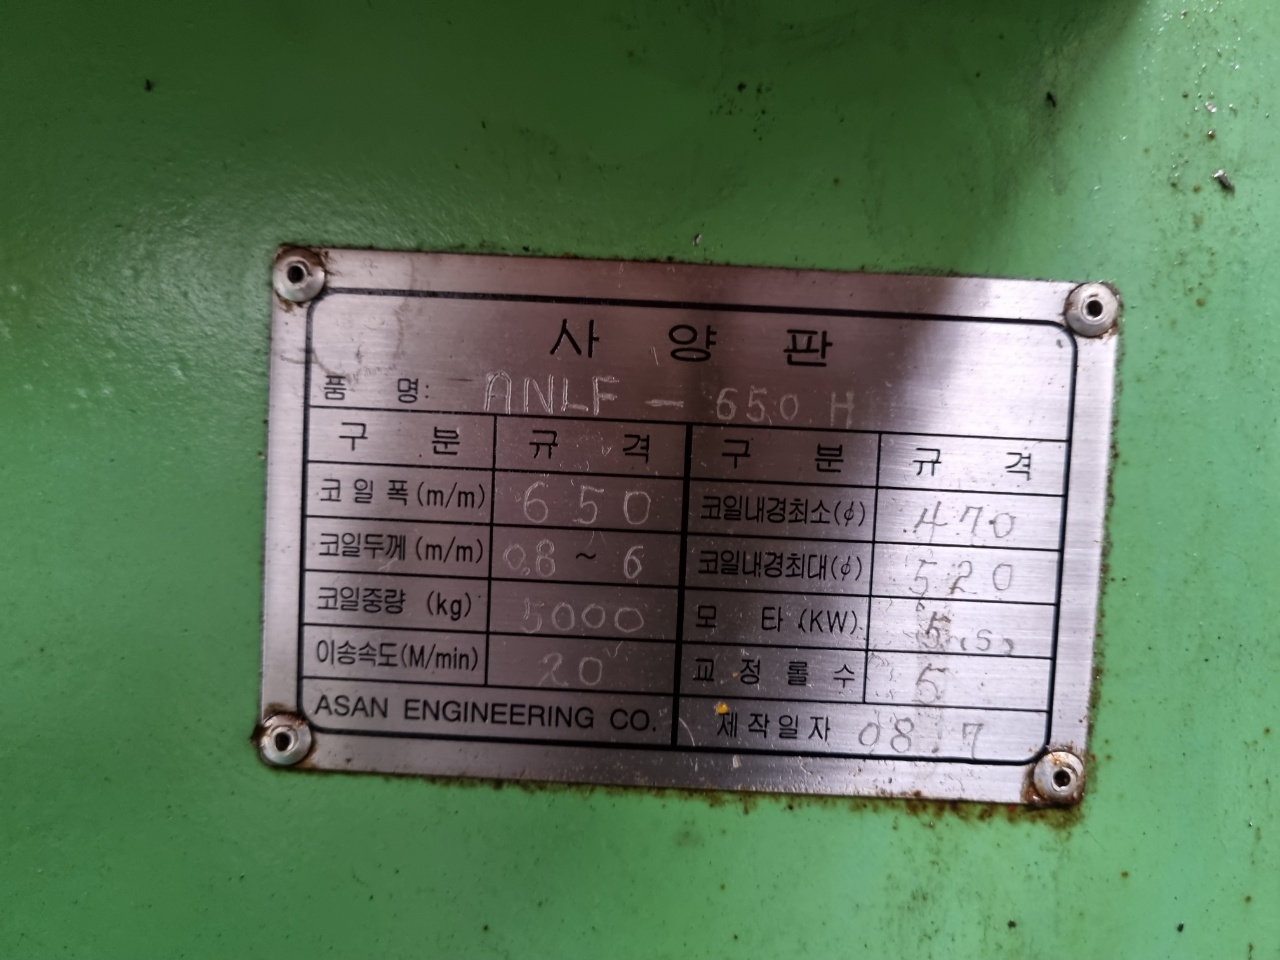 사 양 판
품 명: ANLF - 650 H
구 분 규 격 구 분 규 격
코일폭(m/m) 650 코일내경최소(∮) 470
코일두께(m/m) 0.8 ~ 6 코일내경최대(∮) 520
코일중량 (kg) 5000 모 타(KW)
이송속도(M/min) 20 교정롤수 5
ASAN ENGINEERING CO. 제작일자 08.7